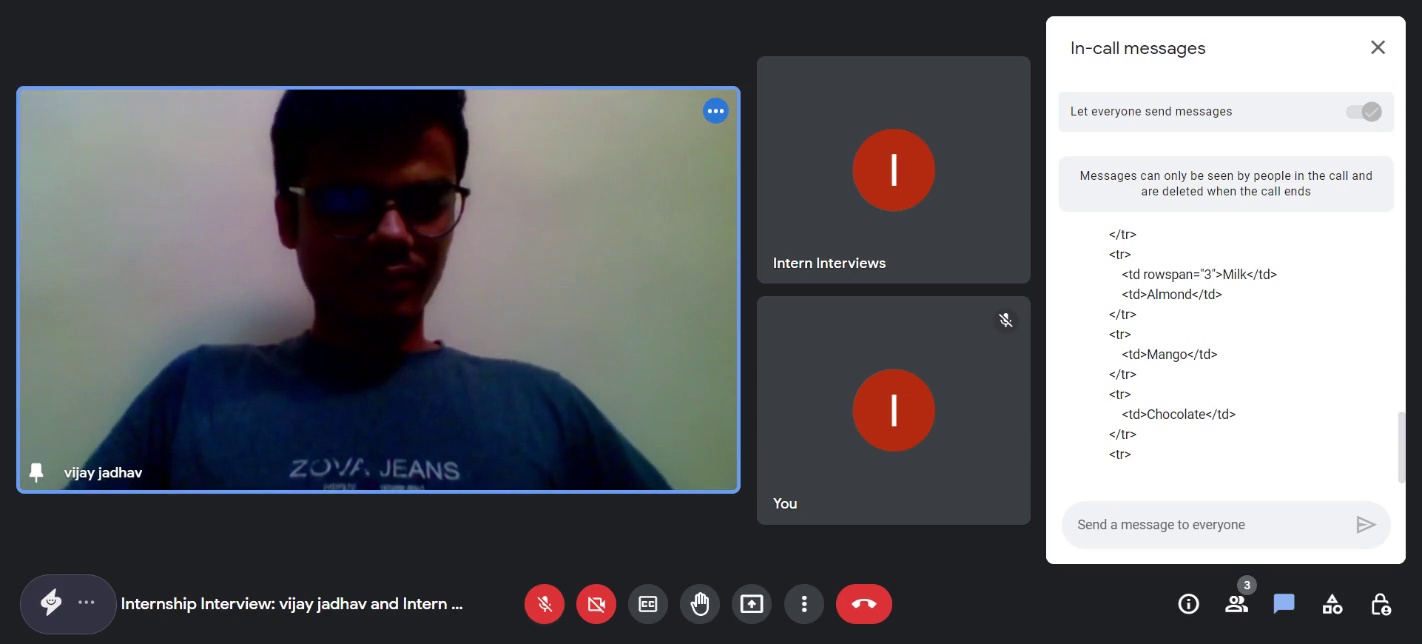 ZOVA JEANS
vijay jadhav
I
Intern Interviews
I
You
In-call messages
Let everyone send messages
Messages can only be seen by people in the call and
are deleted when the call ends
</tr>
<tr>
<td rowspan="3">Milk</td>
<td>Almond</td>
</tr>
<tr>
<td>Mango</td>
</tr>
<tr>
<td>Chocolate</td>
</tr>
<tr>
Send a message to everyone
Internship Interview: vijay jadhav and Intern ...
CC
3